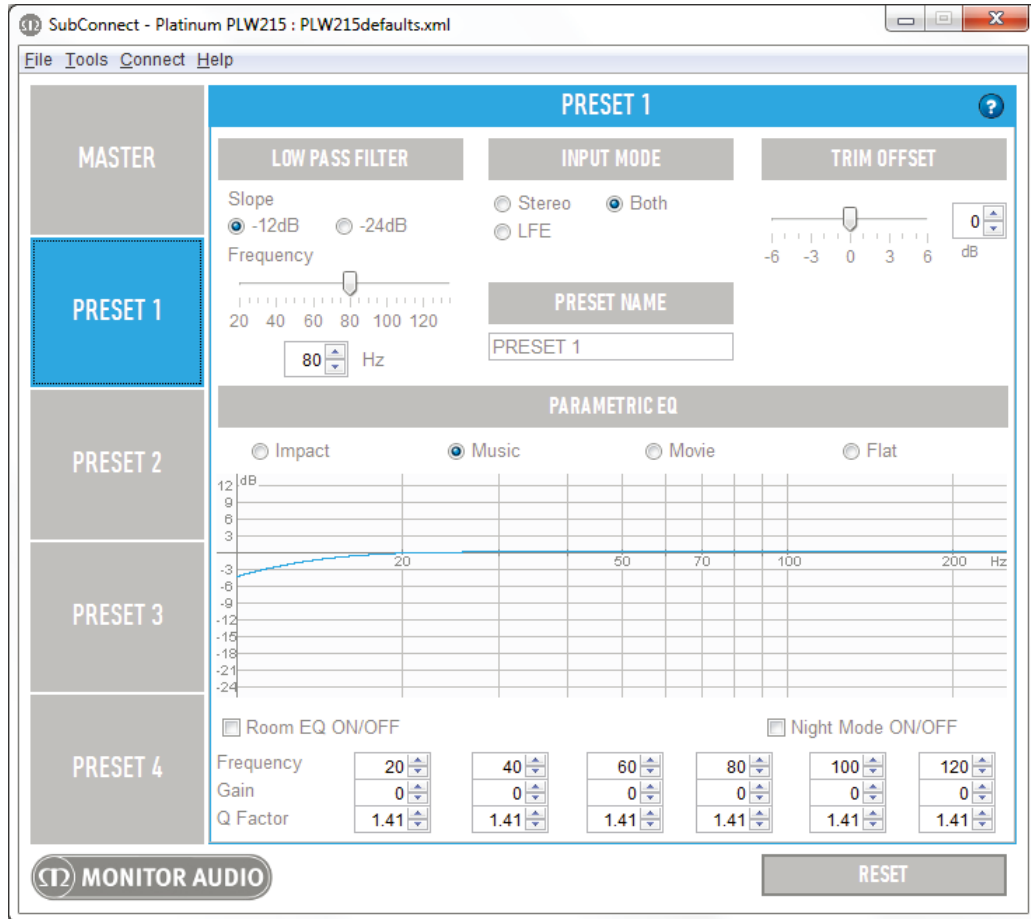 SubConnect - Platinum PLW215 : PLW215defaults.xml
File Tools Connect Help
MASTER
PRESET 1
PRESET 2
PRESET 3
PRESET 4
PRESET 1
?
LOW PASS FILTER
Slope
-12dB -24dB
Frequency
20 40 60 80 100 120
80 Hz
INPUT MODE
Stereo Both
LFE
PRESET NAME
PRESET 1
TRIM OFFSET
0
-6 -3 0 3 6 dB
PARAMETRIC EQ
Impact Music Movie Flat
12 dB
9
6
3
20 50 70 100 200 Hz
-3
-6
-9
-12
-15
-18
-21
-24
Room EQ ON/OFF Night Mode ON/OFF
Frequency 20 40 60 80 100 120
Gain 0 0 0 0 0 0
Q Factor 1.41 1.41 1.41 1.41 1.41 1.41
MONITOR AUDIO
RESET